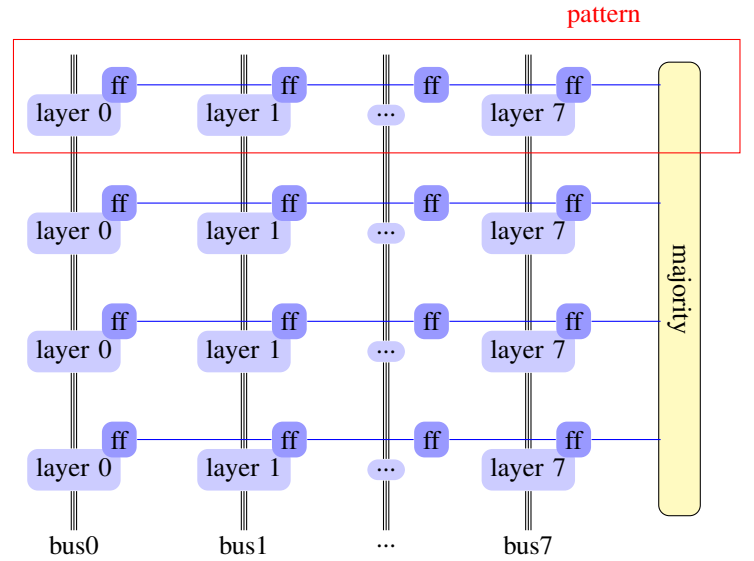 pattern
ff ff ff ff
layer 0 layer 1 ... layer 7
ff ff ff ff
layer 0 layer 1 ... layer 7
majority
ff ff ff ff
layer 0 layer 1 ... layer 7
ff ff ff ff
layer 0 layer 1 ... layer 7
bus0 bus1 ... bus7